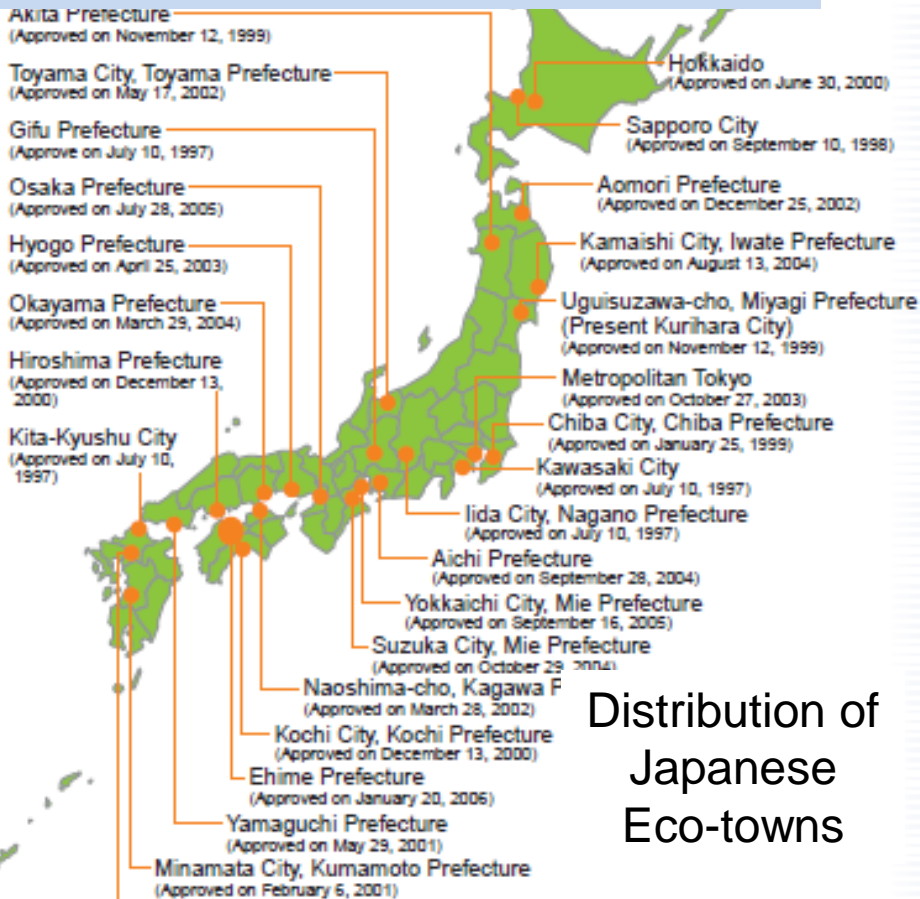 Akita Prefecture
(Approved on November 12, 1999)
Toyama City, Toyama Prefecture
(Approved on May 17, 2002)
Gifu Prefecture
(Approve on July 10, 1997)
Osaka Prefecture
(Approved on July 28, 2005)
Hyogo Prefecture
(Approved on April 25, 2003)
Okayama Prefecture
(Approved on March 29, 2004)
Hiroshima Prefecture
(Approved on December 13,
2000)
Kita-Kyushu City
(Approved on July 10,
1997)
Hokkaido
(Approved on June 30, 2000)
Sapporo City
(Approved on September 10, 1998)
Aomori Prefecture
(Approved on December 25, 2002)
Kamaishi City, Iwate Prefecture
(Approved on August 13, 2004)
Uguisuzawa-cho, Miyagi Prefecture
(Present Kurihara City)
(Approved on November 12, 1999)
Metropolitan Tokyo
(Approved on October 27, 2003)
Chiba City, Chiba Prefecture
(Approved on January 25, 1999)
Kawasaki City
(Approved on July 10, 1997)
Iida City, Nagano Prefecture
(Approved on July 10, 1997)
Aichi Prefecture
(Approved on September 28, 2004)
Yokkaichi City, Mie Prefecture
(Approved on September 16, 2005)
Suzuka City, Mie Prefecture
(Approved on October 29, 2004)
Naoshima-cho, Kagawa P
(Approved on March 28, 2002)
Kochi City, Kochi Prefecture
(Approved on December 13, 2000)
Ehime Prefecture
(Approved on January 20, 2006)
Yamaguchi Prefecture
(Approved on May 29, 2001)
Minamata City, Kumamoto Prefecture
(Approved on February 6, 2001)
Distribution of
Japanese
Eco-towns